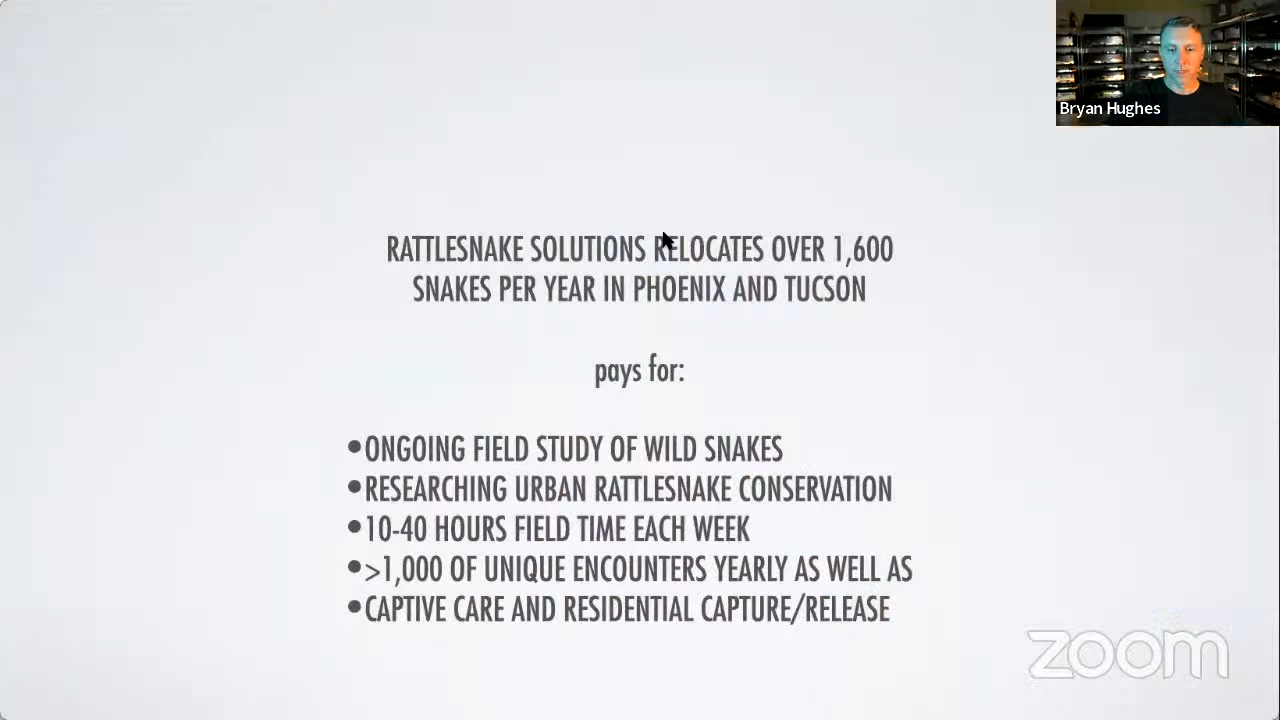 Bryan Hughes
RATTLESNAKE SOLUTIONS RELOCATES OVER 1,600
SNAKES PER YEAR IN PHOENIX AND TUCSON
pays for:
•ONGOING FIELD STUDY OF WILD SNAKES
•RESEARCHING URBAN RATTLESNAKE CONSERVATION
•10-40 HOURS FIELD TIME EACH WEEK
•>1,000 OF UNIQUE ENCOUNTERS YEARLY AS WELL AS
•CAPTIVE CARE AND RESIDENTIAL CAPTURE/RELEASE
zoom